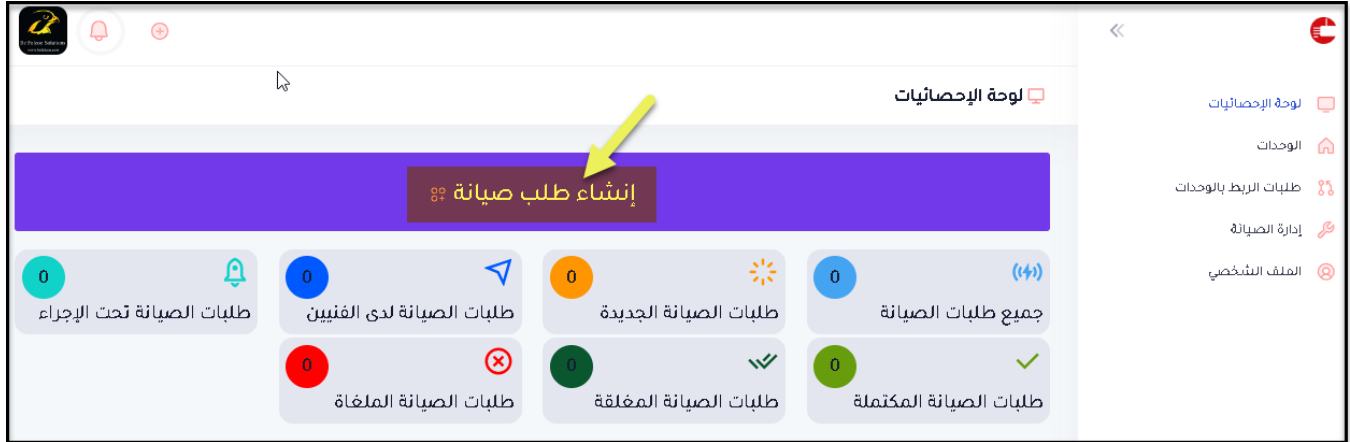 لوحة الإحصائيات
الوحدات
طلبات الربط بالوحدات
إدارة الصيانة
الملف الشخصي
لوحة الإحصائيات
إنشاء طلب صيانة
0
جميع طلبات الصيانة
0
طلبات الصيانة الجديدة
0
طلبات الصيانة لدى الفنيين
0
طلبات الصيانة تحت الإجراء
0
طلبات الصيانة المكتملة
0
طلبات الصيانة المغلقة
0
طلبات الصيانة الملغاة